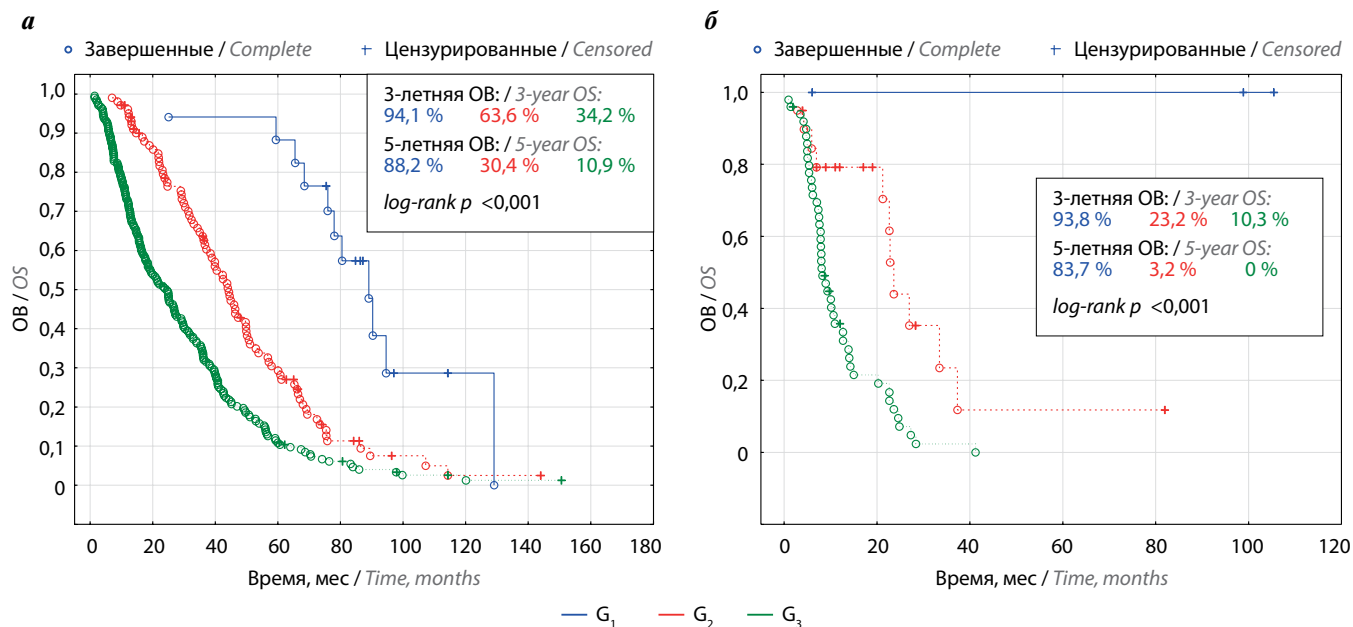 а
Завершенные / Complete
Цензурированные / Censored
3-летняя ОВ: / 3-year OS:
94,1 % 63,6 % 34,2 %
5-летняя ОВ: / 5-year OS:
88,2 % 30,4 % 10,9 %
log-rank p <0,001
1,0
0,9
0,8
0,7
0,6
0,5
0,4
0,3
0,2
0,1
0
ОВ / OS
0 20 40 60 80 100 120 140 160 180
Время, мес / Time, months
б
Завершенные / Complete
Цензурированные / Censored
3-летняя ОВ: / 3-year OS:
93,8 % 23,2 % 10,3 %
5-летняя ОВ: / 5-year OS:
83,7 % 3,2 % 0 %
log-rank p <0,001
1,0
0,8
0,6
0,4
0,2
0
ОВ / OS
0 20 40 60 80 100 120
Время, мес / Time, months
G1 G2 G3